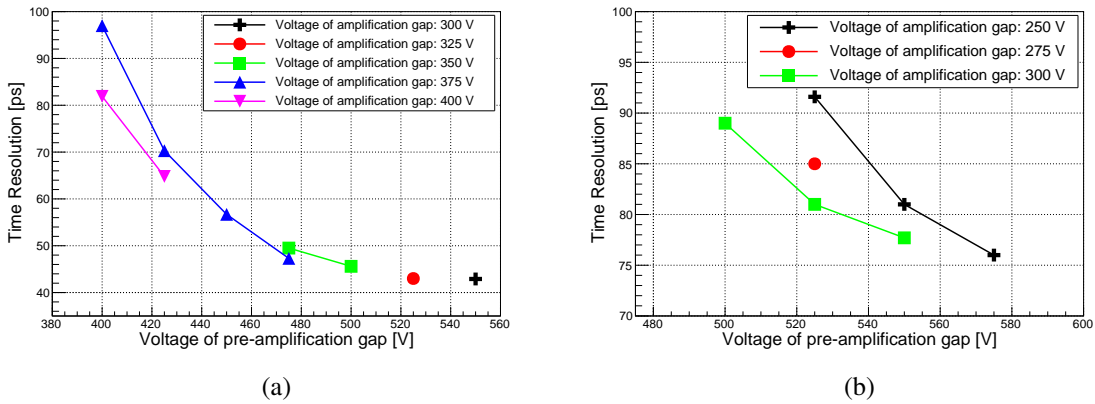 Time Resolution [ps]
100
90
80
70
60
50
40
Voltage of amplification gap: 300 V
Voltage of amplification gap: 325 V
Voltage of amplification gap: 350 V
Voltage of amplification gap: 375 V
Voltage of amplification gap: 400 V
380 400 420 440 460 480 500 520 540 560
Voltage of pre-amplification gap [V]
(a)
Time Resolution [ps]
100
95
90
85
80
75
70
Voltage of amplification gap: 250 V
Voltage of amplification gap: 275 V
Voltage of amplification gap: 300 V
480 500 520 540 560 580 600
Voltage of pre-amplification gap [V]
(b)